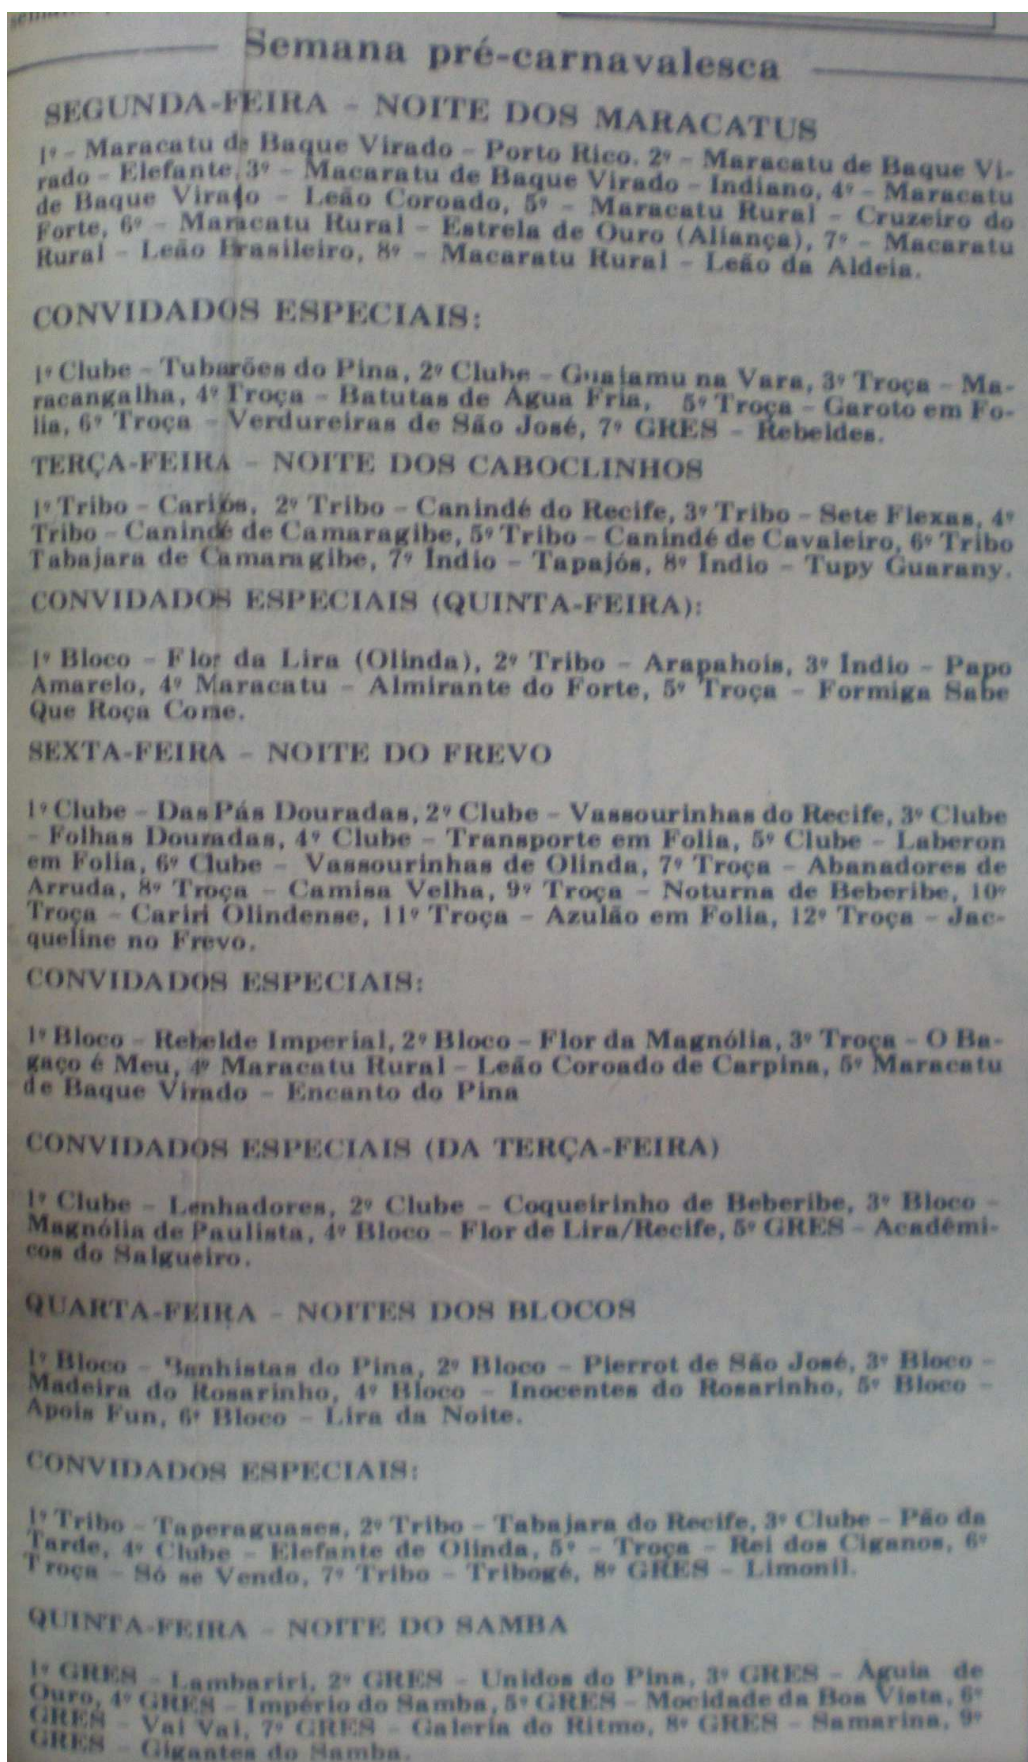 Semana pré-carnavalesca
SEGUNDA-FEIRA – NOITE DOS MARACATUS
1º – Maracatu de Baque Virado – Porto Rico. 2º – Maracatu de Baque Vi-
rado – Elefante, 3º – Macaratu de Baque Virado – Indiano, 4º – Maracatu
de Baque Virado – Leão Coroado, 5º – Maracatu Rural – Cruzeiro do
Forte, 6º – Maracatu Rural – Estrela de Ouro (Aliança), 7º – Macaratu
Rural – Leão Brasileiro, 8º – Macaratu Rural – Leão da Aldeia.
CONVIDADOS ESPECIAIS:
1º Clube – Tubarões do Pina, 2º Clube – Guaiamu na Vara, 3º Troça – Ma-
racangalha, 4º Troça – Batutas de Água Fria, 5º Troça – Garoto em Fo-
lia, 6º Troça – Verdureiras de São José, 7º GRES – Rebeldes.
TERÇA-FEIRA – NOITE DOS CABOCLINHOS
1º Tribo – Carijós, 2º Tribo – Canindé do Recife, 3º Tribo – Sete Flexas, 4º
Tribo – Canindé de Camaragibe, 5º Tribo – Canindé de Cavaleiro, 6º Tribo
Tabajara de Camaragibe, 7º Índio – Tapajós, 8º Índio – Tupy Guarany.
CONVIDADOS ESPECIAIS (QUINTA-FEIRA):
1º Bloco – Flor da Lira (Olinda), 2º Tribo – Arapahois, 3º Índio – Papo
Amarelo, 4º Maracatu – Almirante do Forte, 5º Troça – Formiga Sabe
Que Roça Come.
SEXTA-FEIRA – NOITE DO FREVO
1º Clube – Das Pás Douradas, 2º Clube – Vassourinhas do Recife, 3º Clube
– Folhas Douradas, 4º Clube – Transporte em Folia, 5º Clube – Laberon
em Folia, 6º Clube – Vassourinhas de Olinda, 7º Troça – Abanadores de
Arruda, 8º Troça – Camisa Velha, 9º Troça – Noturna de Beberibe, 10º
Troça – Cariri Olindense, 11º Troça – Azulão em Folia, 12º Troça – Jac-
queline no Frevo.
CONVIDADOS ESPECIAIS:
1º Bloco – Rebelde Imperial, 2º Bloco – Flor da Magnólia, 3º Troça – O Ba-
gaço é Meu, 4º Maracatu Rural – Leão Coroado de Carpina, 5º Maracatu
de Baque Virado – Encanto do Pina
CONVIDADOS ESPECIAIS (DA TERÇA-FEIRA)
1º Clube – Lenhadores, 2º Clube – Coqueirinho de Beberibe, 3º Bloco –
Magnólia de Paulista, 4º Bloco – Flor de Lira/Recife, 5º GRES – Acadêmi-
cos do Salgueiro.
QUARTA-FEIRA – NOITES DOS BLOCOS
1º Bloco – Banhistas do Pina, 2º Bloco – Pierrot de São José, 3º Bloco –
Madeira do Rosarinho, 4º Bloco – Inocentes do Rosarinho, 5º Bloco –
Apois Fun, 6º Bloco – Lira da Noite.
CONVIDADOS ESPECIAIS:
1º Tribo – Taperaguases, 2º Tribo – Tabajara do Recife, 3º Clube – Pão da
Tarde, 4º Clube – Elefante de Olinda, 5º – Troça – Rei dos Ciganos, 6º
Troça – Só se Vendo, 7º Tribo – Tribogé, 8º GRES – Limonil.
QUINTA-FEIRA – NOITE DO SAMBA
1º GRES – Lambariri, 2º GRES – Unidos do Pina, 3º GRES – Águia de
Ouro, 4º GRES – Império do Samba, 5º GRES – Mocidade da Boa Vista, 6º
GRES – Vai Vai, 7º GRES – Galeria do Ritmo, 8º GRES – Samarina, 9º
GRES – Gigantes do Samba.